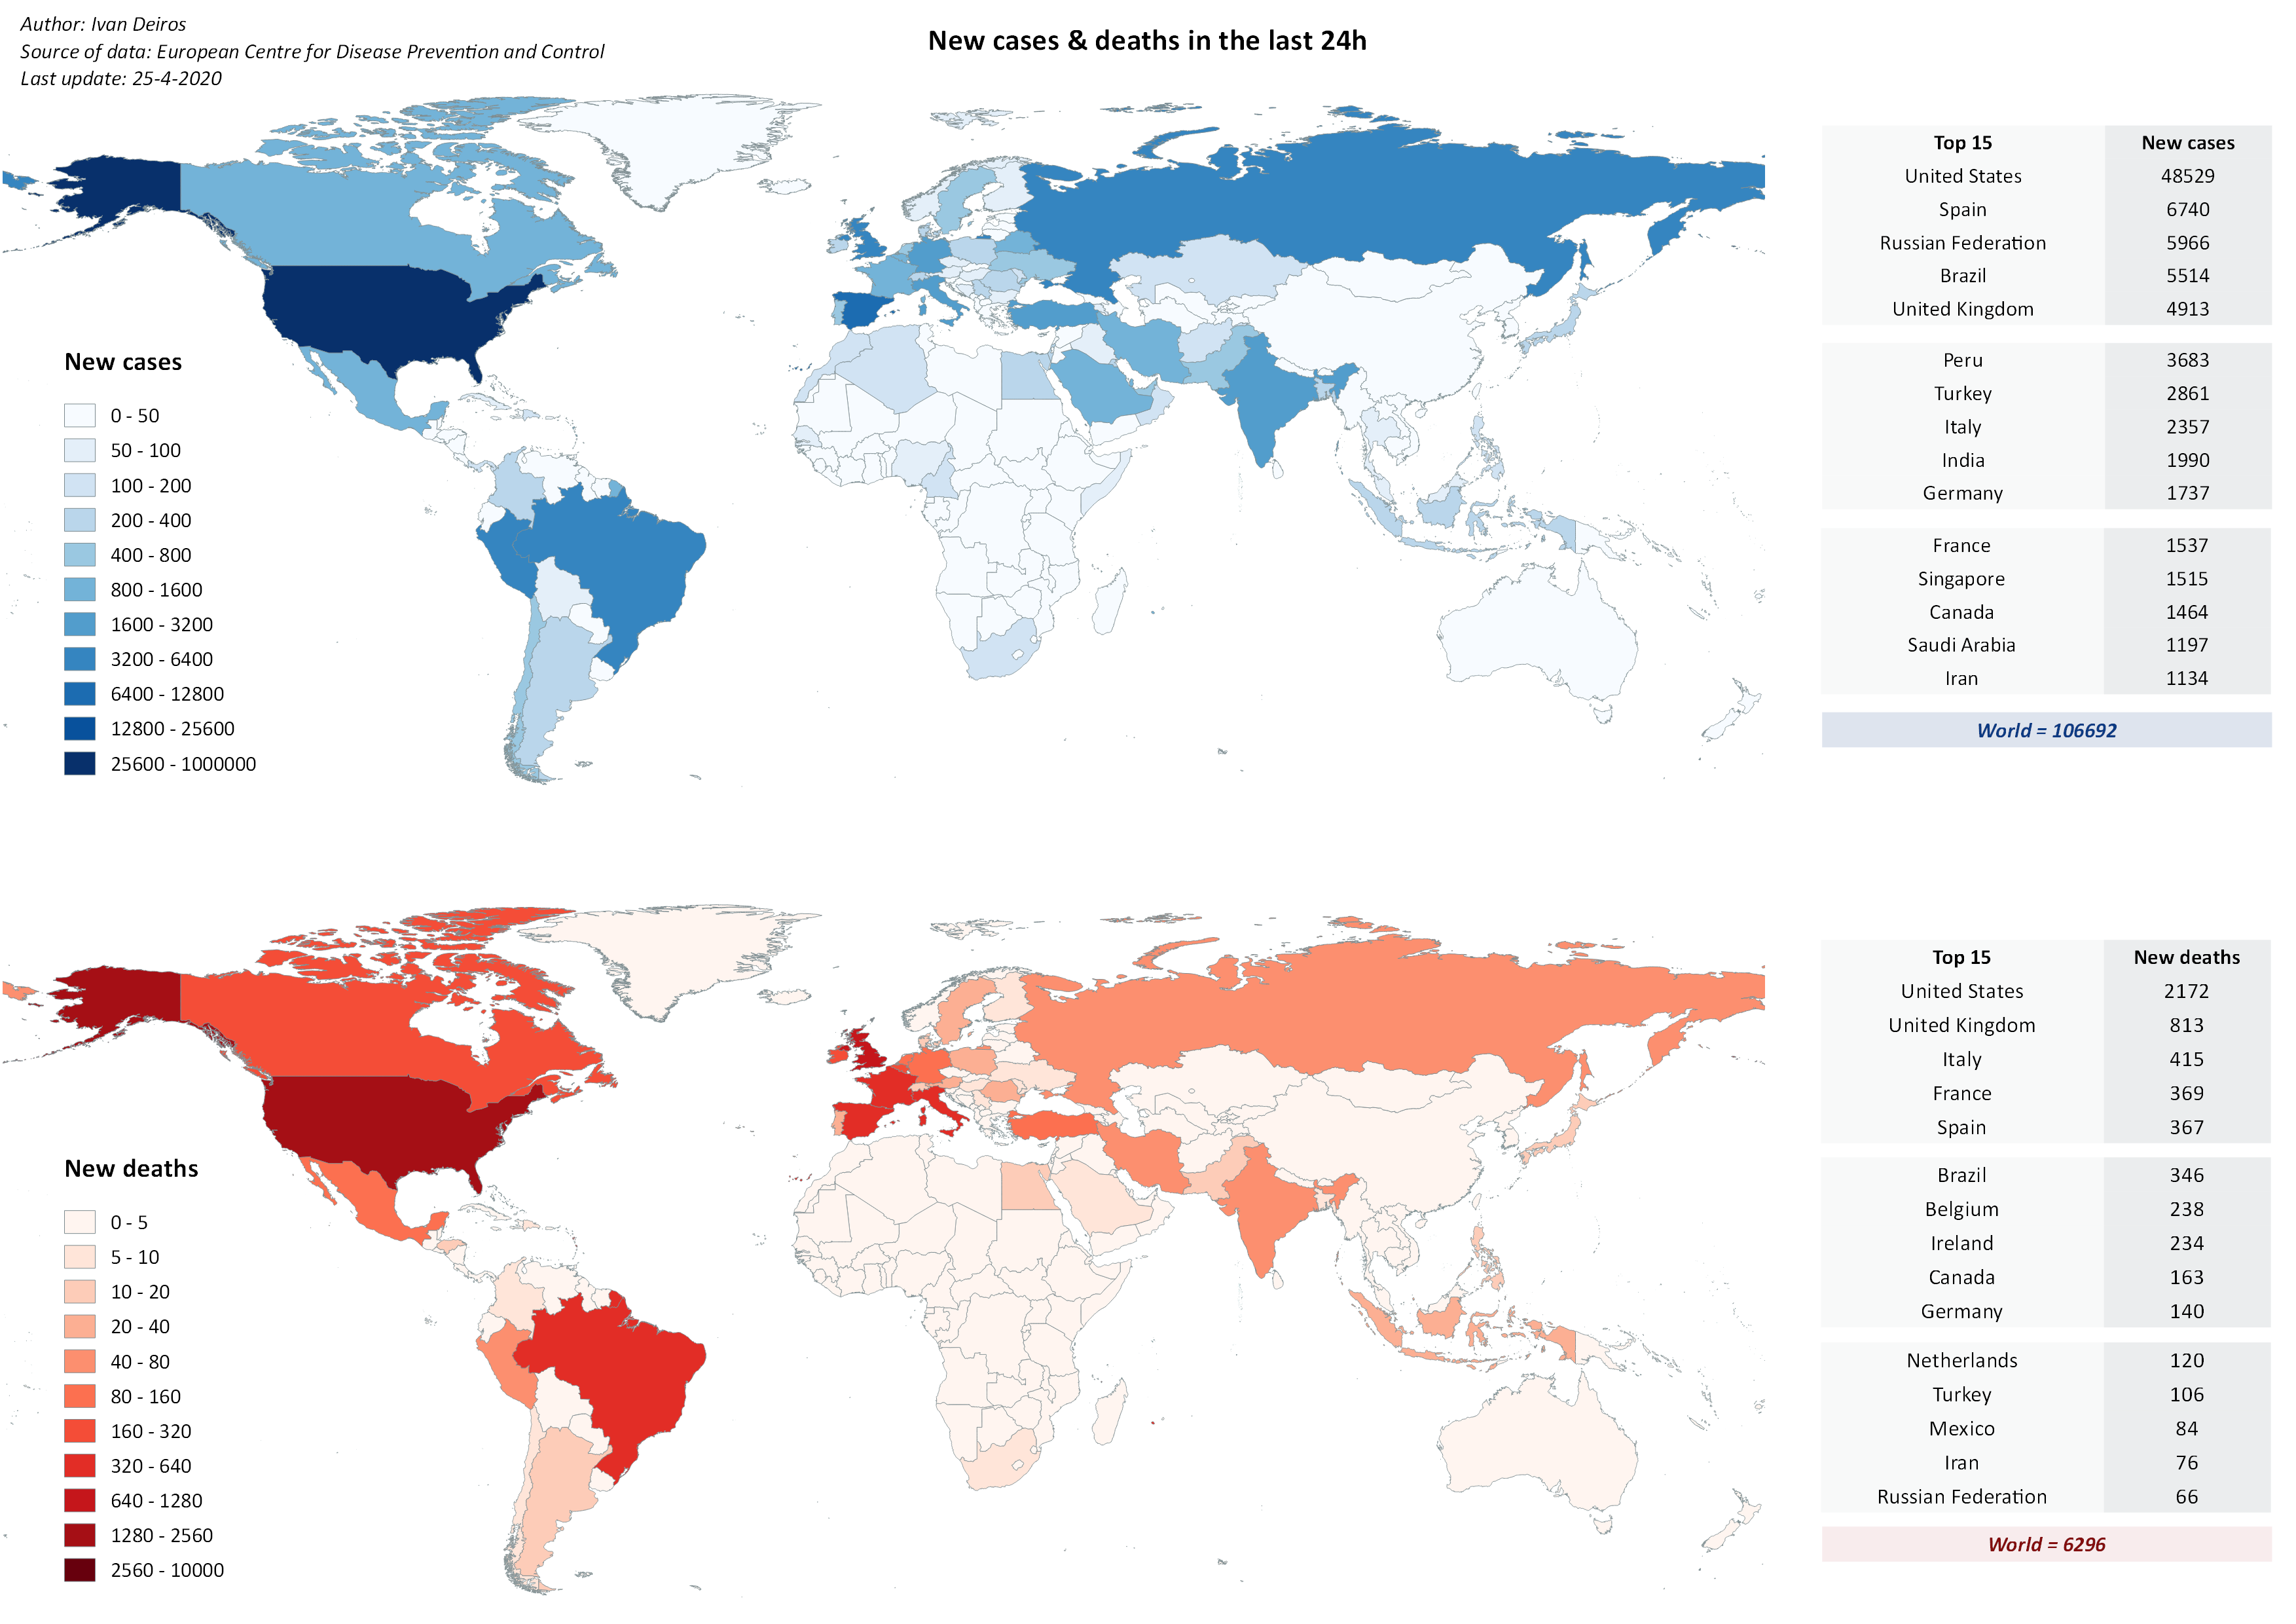 Author: Ivan Deiros
Source of data: European Centre for Disease Prevention and Control
Last update: 25-4-2020
New cases & deaths in the last 24h
New cases
0 - 50
50 - 100
100 - 200
200 - 400
400 - 800
800 - 1600
1600 - 3200
3200 - 6400
6400 - 12800
12800 - 25600
25600 - 1000000
Top 15 New cases
United States 48529
Spain 6740
Russian Federation 5966
Brazil 5514
United Kingdom 4913
Peru 3683
Turkey 2861
Italy 2357
India 1990
Germany 1737
France 1537
Singapore 1515
Canada 1464
Saudi Arabia 1197
Iran 1134
World = 106692
New deaths
0 - 5
5 - 10
10 - 20
20 - 40
40 - 80
80 - 160
160 - 320
320 - 640
640 - 1280
1280 - 2560
2560 - 10000
Top 15 New deaths
United States 2172
United Kingdom 813
Italy 415
France 369
Spain 367
Brazil 346
Belgium 238
Ireland 234
Canada 163
Germany 140
Netherlands 120
Turkey 106
Mexico 84
Iran 76
Russian Federation 66
World = 6296